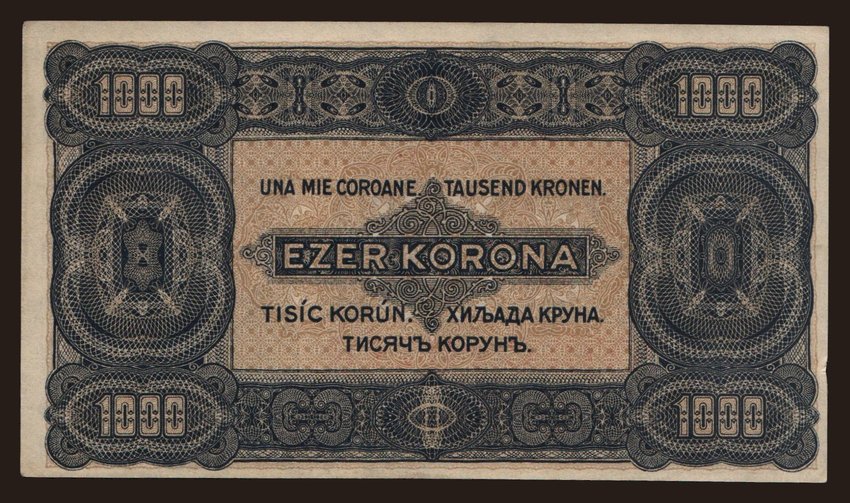 1000 1000
UNA MIE COROANE. TAUSEND KRONEN.
EZER KORONA
TISÍC KORÚN. ХИЉАДА КРУНА.
ТИСЯЧЪ КОРУНЪ.
1000 1000